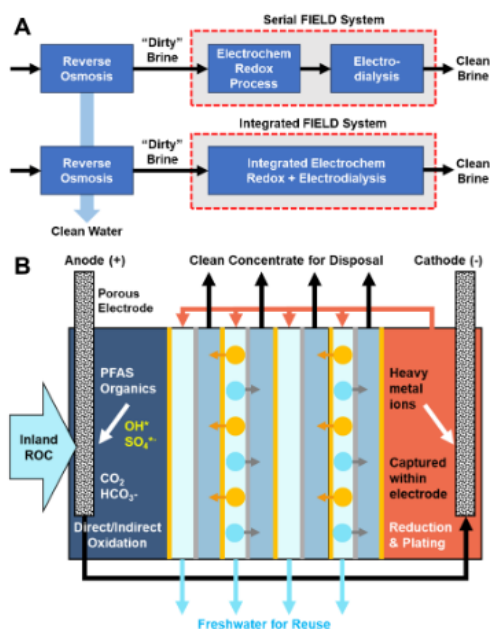 A
Serial FIELD System
"Dirty"
Brine
Reverse
Osmosis
Electrochem
Redox
Process
Electro-
dialysis
Clean
Brine
Integrated FIELD System
"Dirty"
Brine
Reverse
Osmosis
Integrated Electrochem
Redox + Electrodialysis
Clean
Brine
Clean Water
B
Anode (+)
Clean Concentrate for Disposal
Cathode (-)
Porous
Electrode
PFAS
Organics
OH•
SO₄•-
Inland
ROC
CO₂
HCO₃-
Direct/Indirect
Oxidation
Heavy
metal
ions
Captured
within
electrode
Reduction
& Plating
Freshwater for Reuse